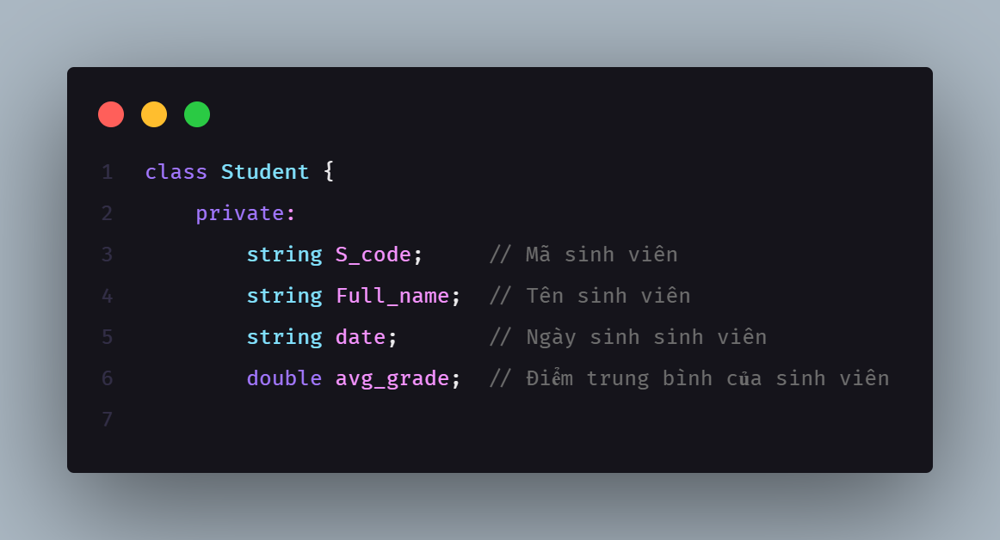 1 class Student {
2 private:
3 string S_code; // Mã sinh viên
4 string Full_name; // Tên sinh viên
5 string date; // Ngày sinh sinh viên
6 double avg_grade; // Điểm trung bình của sinh viên
7